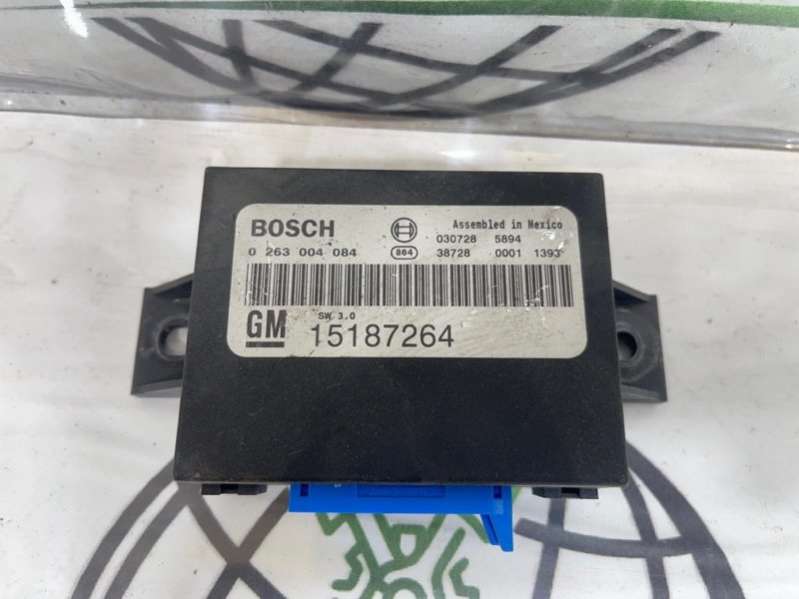 BOSCH Assembled in Mexico
030728 5894
0 263 004 084 864 38728 0001 1393
SW 3.0
GM 15187264